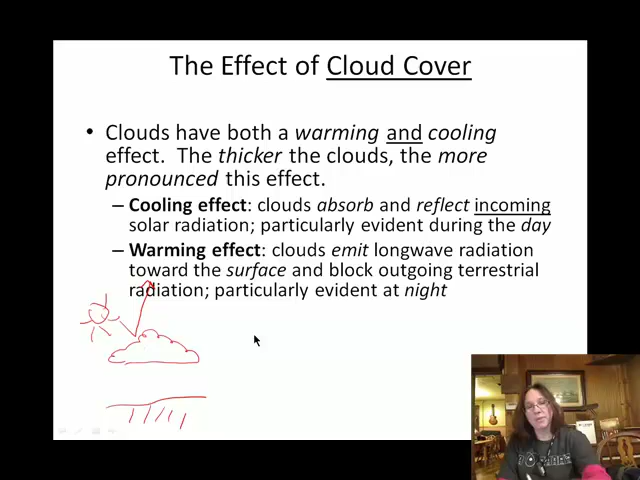 The Effect of Cloud Cover
• Clouds have both a warming and cooling
effect. The thicker the clouds, the more
pronounced this effect.
– Cooling effect: clouds absorb and reflect incoming
solar radiation; particularly evident during the day
– Warming effect: clouds emit longwave radiation
toward the surface and block outgoing terrestrial
radiation; particularly evident at night